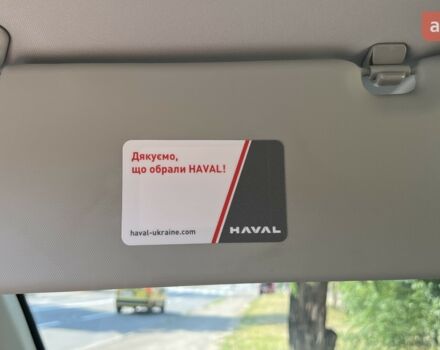 Дякуємо,
що обрали HAVAL!
haval-ukraine.com
HAVAL